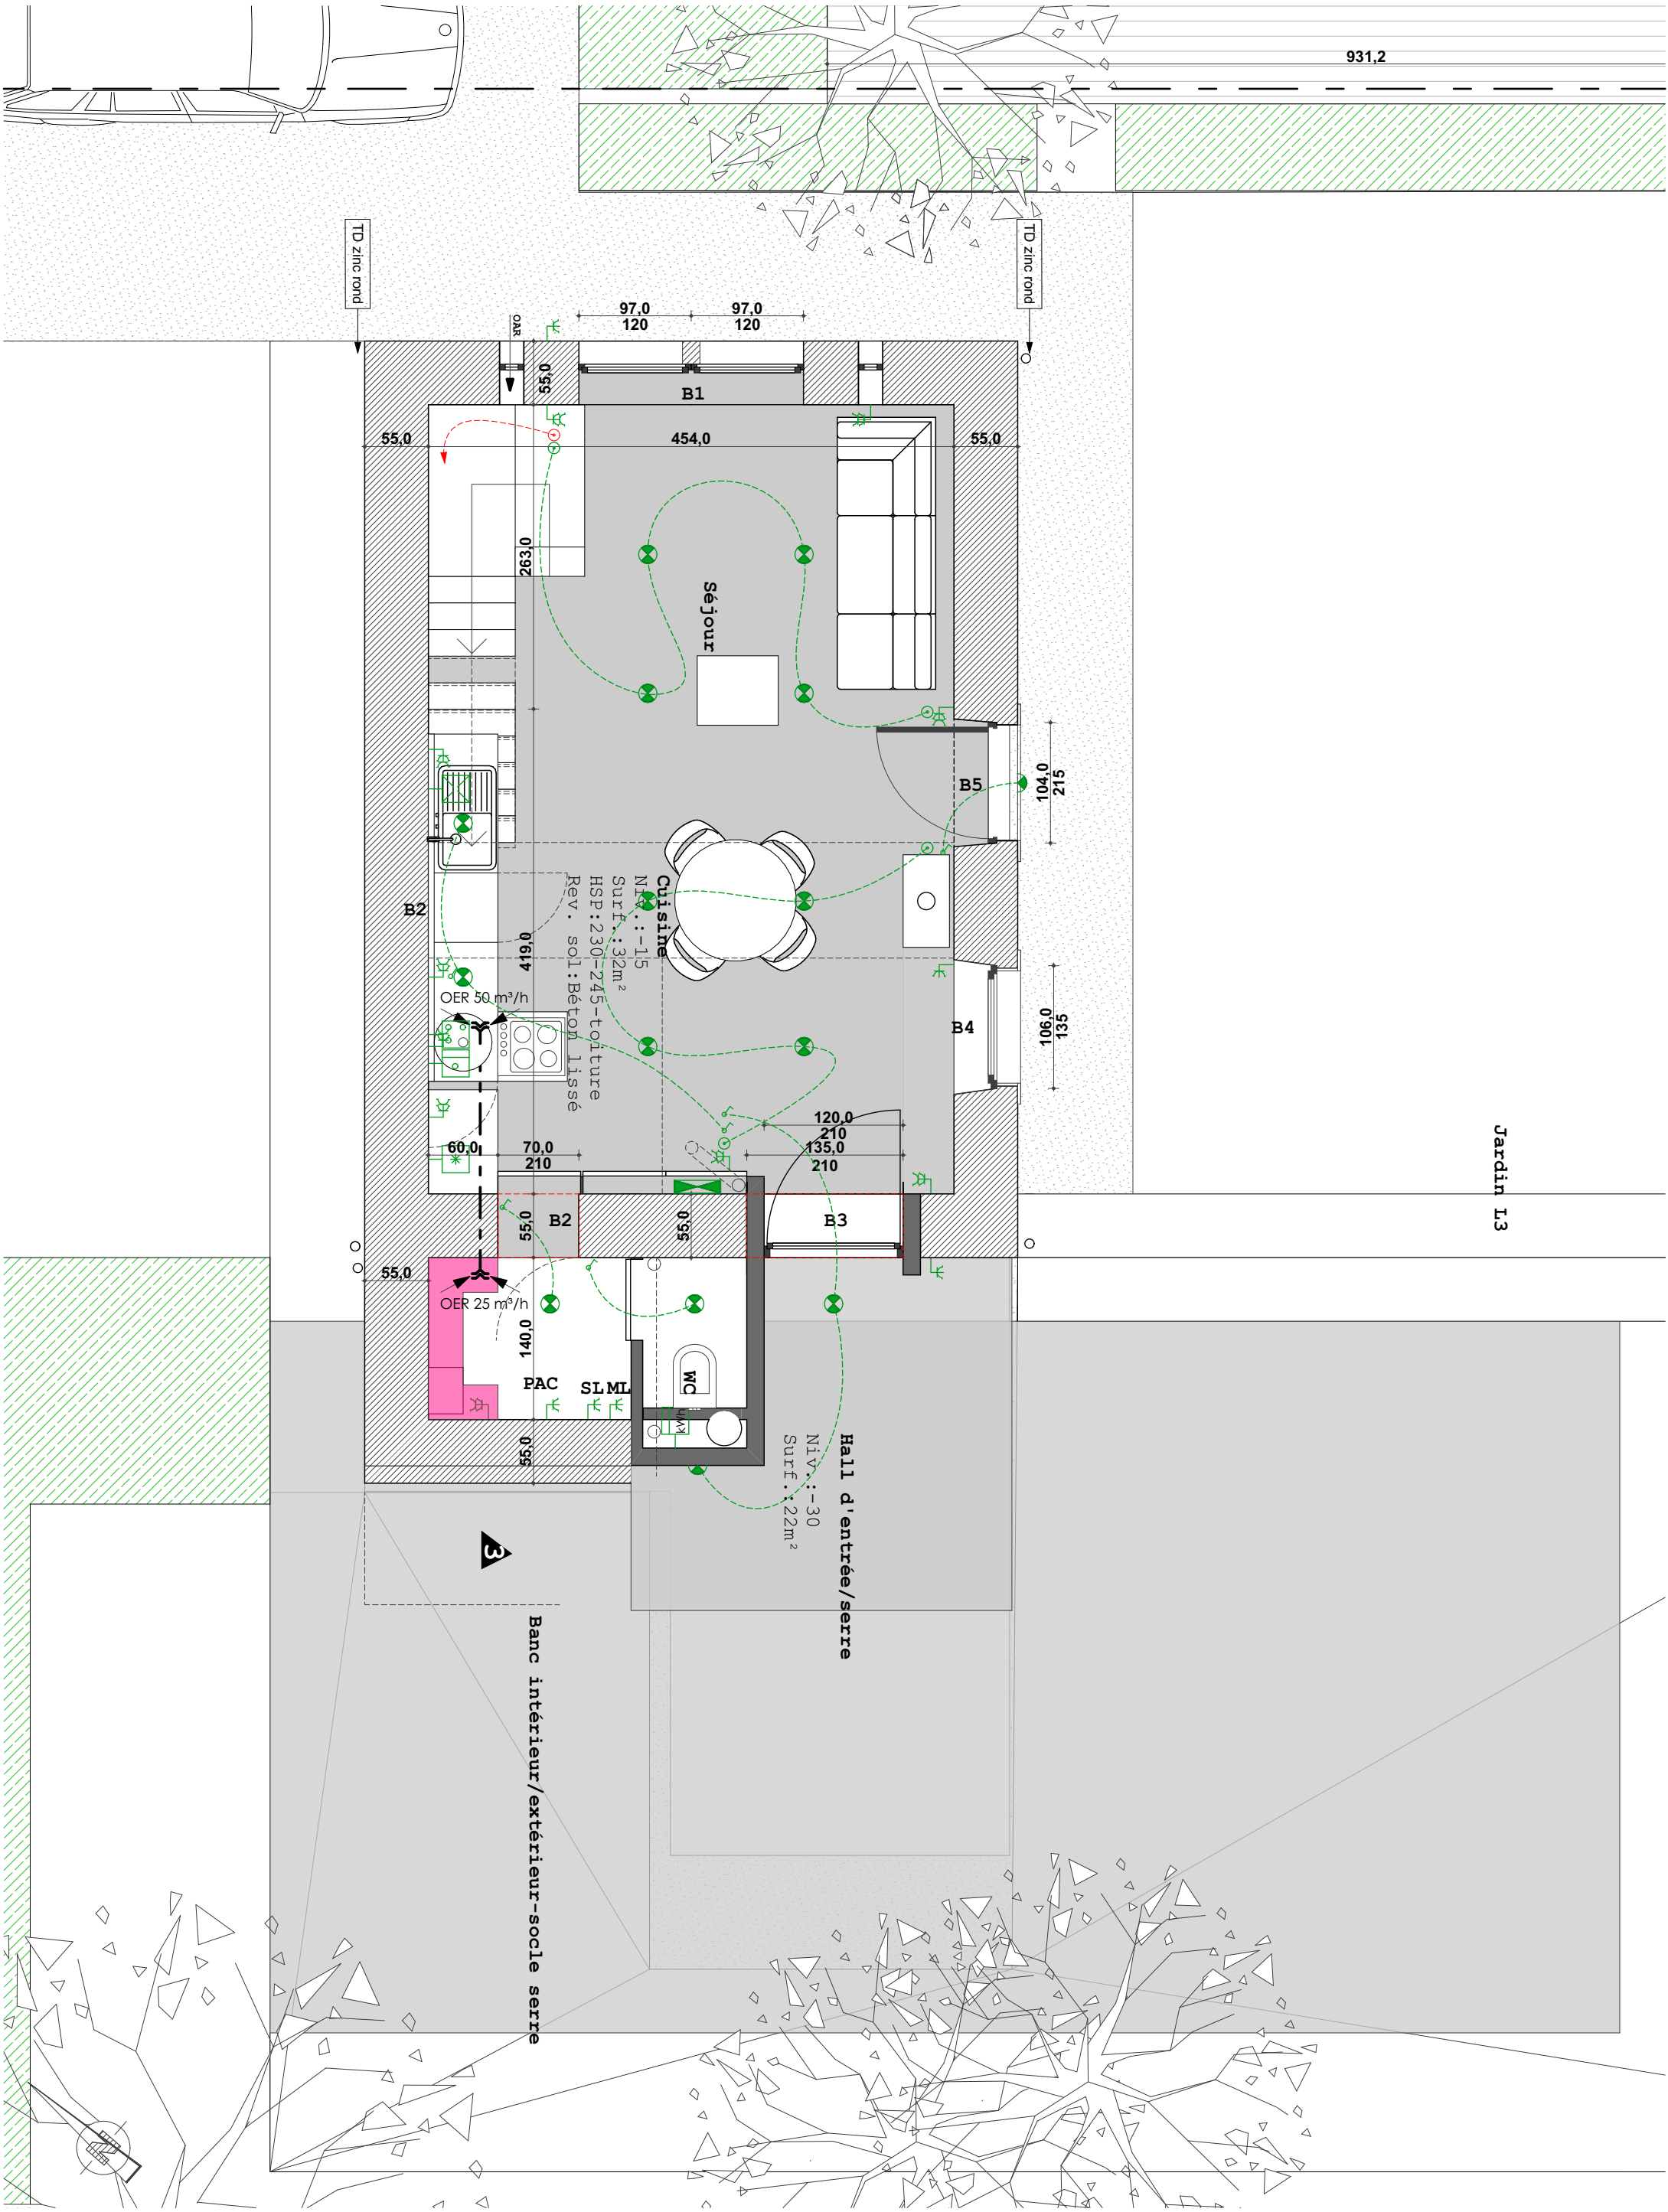 931,2
TD zinc rond
TD zinc rond
OAR
97,0
120
97,0
120
55,0
B1
55,0
454,0
55,0
263,0
Séjour
B5
104,0
215
B2
Cuisine
Niv.:-15
Surf.:32m²
HSP:230-245-toiture
Rev. sol:Béton lissé
419,0
OER 50 m³/h
B4
106,0
135
120,0
210
60,0
70,0
210
135,0
210
Jardin L3
55,0
B2
55,0
B3
55,0
OER 25 m³/h
140,0
PAC
SL
ML
WC
kWh
55,0
Hall d'entrée/serre
Niv.:-30
Surf.:22m²
3
Banc intérieur/extérieur-socle serre
N